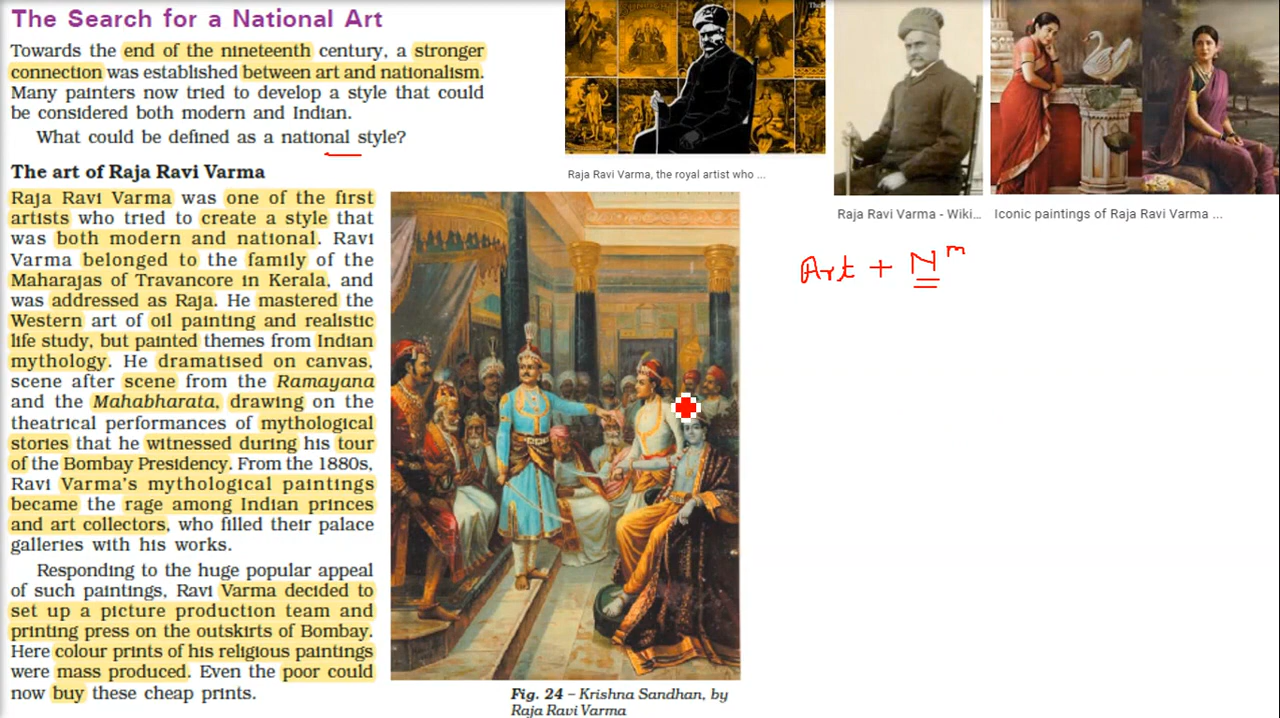 The Search for a National Art
Towards the end of the nineteenth century, a stronger
connection was established between art and nationalism.
Many painters now tried to develop a style that could
be considered both modern and Indian.
What could be defined as a national style?
The art of Raja Ravi Varma
Raja Ravi Varma was one of the first
artists who tried to create a style that
was both modern and national. Ravi
Varma belonged to the family of the
Maharajas of Travancore in Kerala, and
was addressed as Raja. He mastered the
Western art of oil painting and realistic
life study, but painted themes from Indian
mythology. He dramatised on canvas,
scene after scene from the Ramayana
and the Mahabharata, drawing on the
theatrical performances of mythological
stories that he witnessed during his tour
of the Bombay Presidency. From the 1880s,
Ravi Varma's mythological paintings
became the rage among Indian princes
and art collectors, who filled their palace
galleries with his works.
Responding to the huge popular appeal
of such paintings, Ravi Varma decided to
set up a picture production team and
printing press on the outskirts of Bombay.
Here colour prints of his religious paintings
were mass produced. Even the poor could
now buy these cheap prints.
Fig. 24 – Krishna Sandhan, by
Raja Ravi Varma
Raja Ravi Varma, the royal artist who ...
Raja Ravi Varma - Wiki...
Iconic paintings of Raja Ravi Varma ...
Art + N m